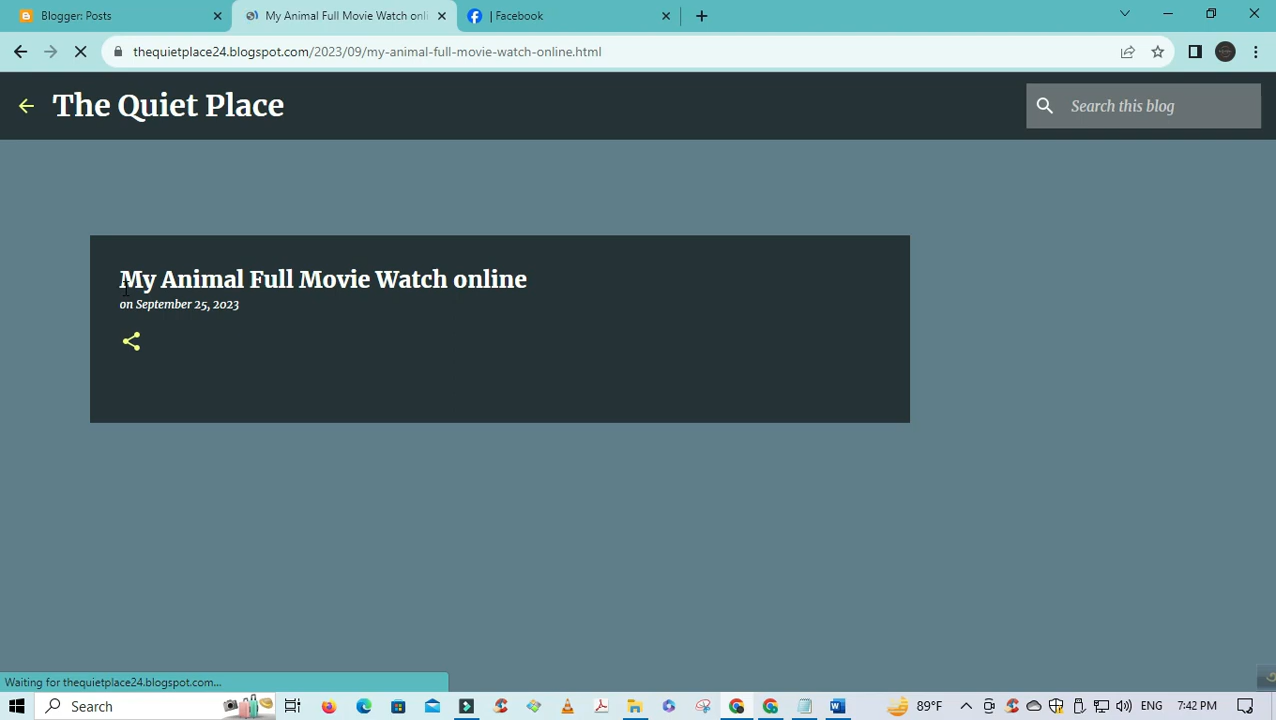 Blogger: Posts
My Animal Full Movie Watch onli
| Facebook
thequietplace24.blogspot.com/2023/09/my-animal-full-movie-watch-online.html
The Quiet Place
Search this blog
My Animal Full Movie Watch online
on September 25, 2023
Waiting for thequietplace24.blogspot.com...
Search
89°F
ENG
7:42 PM